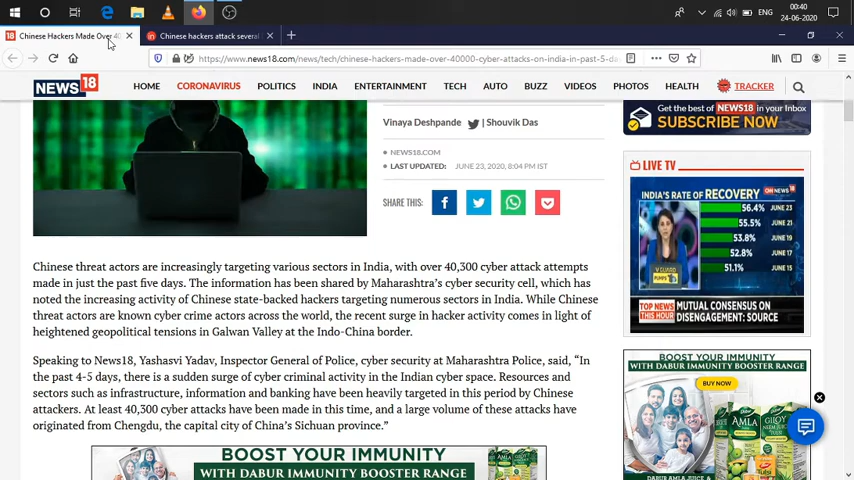 00:40
ENG
24-06-2020
Chinese Hackers Made Over 40
Chinese hackers attack several
https://www.news18.com/news/tech/chinese-hackers-made-over-40000-cyber-attacks-on-india-in-past-5-da
NEWS 18
HOME CORONAVIRUS POLITICS INDIA ENTERTAINMENT TECH AUTO BUZZ VIDEOS PHOTOS HEALTH TRACKER
Vinaya Deshpande | Shouvik Das
NEWS18.COM
LAST UPDATED: JUNE 23, 2020, 8:04 PM IST
SHARE THIS:
Chinese threat actors are increasingly targeting various sectors in India, with over 40,300 cyber attack attempts
made in just the past five days. The information has been shared by Maharashtra's cyber security cell, which has
noted the increasing activity of Chinese state-backed hackers targeting numerous sectors in India. While Chinese
threat actors are known cyber crime actors across the world, the recent surge in hacker activity comes in light of
heightened geopolitical tensions in Galwan Valley at the Indo-China border.
Speaking to News18, Yashasvi Yadav, Inspector General of Police, cyber security at Maharashtra Police, said, "In
the past 4-5 days, there is a sudden surge of cyber criminal activity in the Indian cyber space. Resources and
sectors such as infrastructure, information and banking have been heavily targeted in this period by Chinese
attackers. At least 40,300 cyber attacks have been made in this time, and a large volume of these attacks have
originated from Chengdu, the capital city of China's Sichuan province."
BOOST YOUR IMMUNITY
WITH DABUR IMMUNITY BOOSTER RANGE
Get the best of NEWS18 in your Inbox
SUBSCRIBE NOW
LIVE TV
INDIA'S RATE OF RECOVERY
CNN NEWS 18
56.4% JUNE 23
55.5% JUNE 21
53.8% JUNE 19
52.8% JUNE 17
51.1% JUNE 15
V GUARD
PUMPS
TOP NEWS
THIS HOUR
MUTUAL CONSENSUS ON
DISENGAGEMENT: SOURCE
BOOST YOUR IMMUNITY
WITH DABUR IMMUNITY BOOSTER RANGE
BUY NOW
AMLA
GILOY